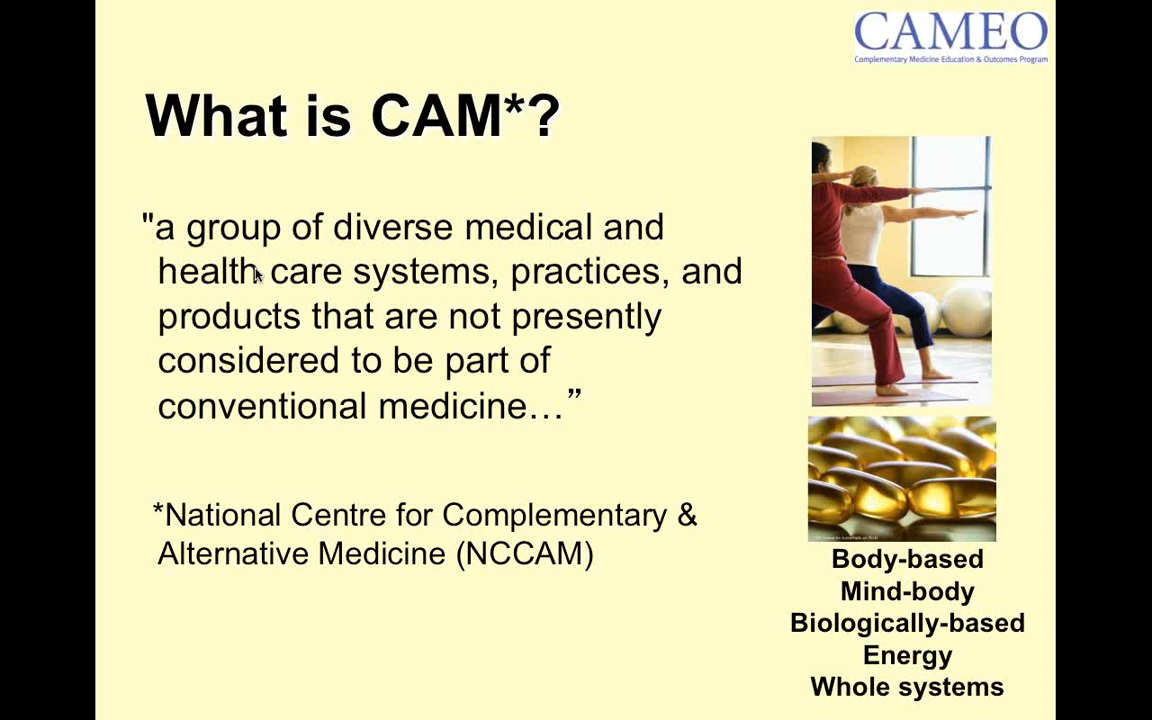 CAMEO
Complementary Medicine Education & Outcomes Program
What is CAM*?
"a group of diverse medical and
health care systems, practices, and
products that are not presently
considered to be part of
conventional medicine…”
*National Centre for Complementary &
Alternative Medicine (NCCAM)
Body-based
Mind-body
Biologically-based
Energy
Whole systems